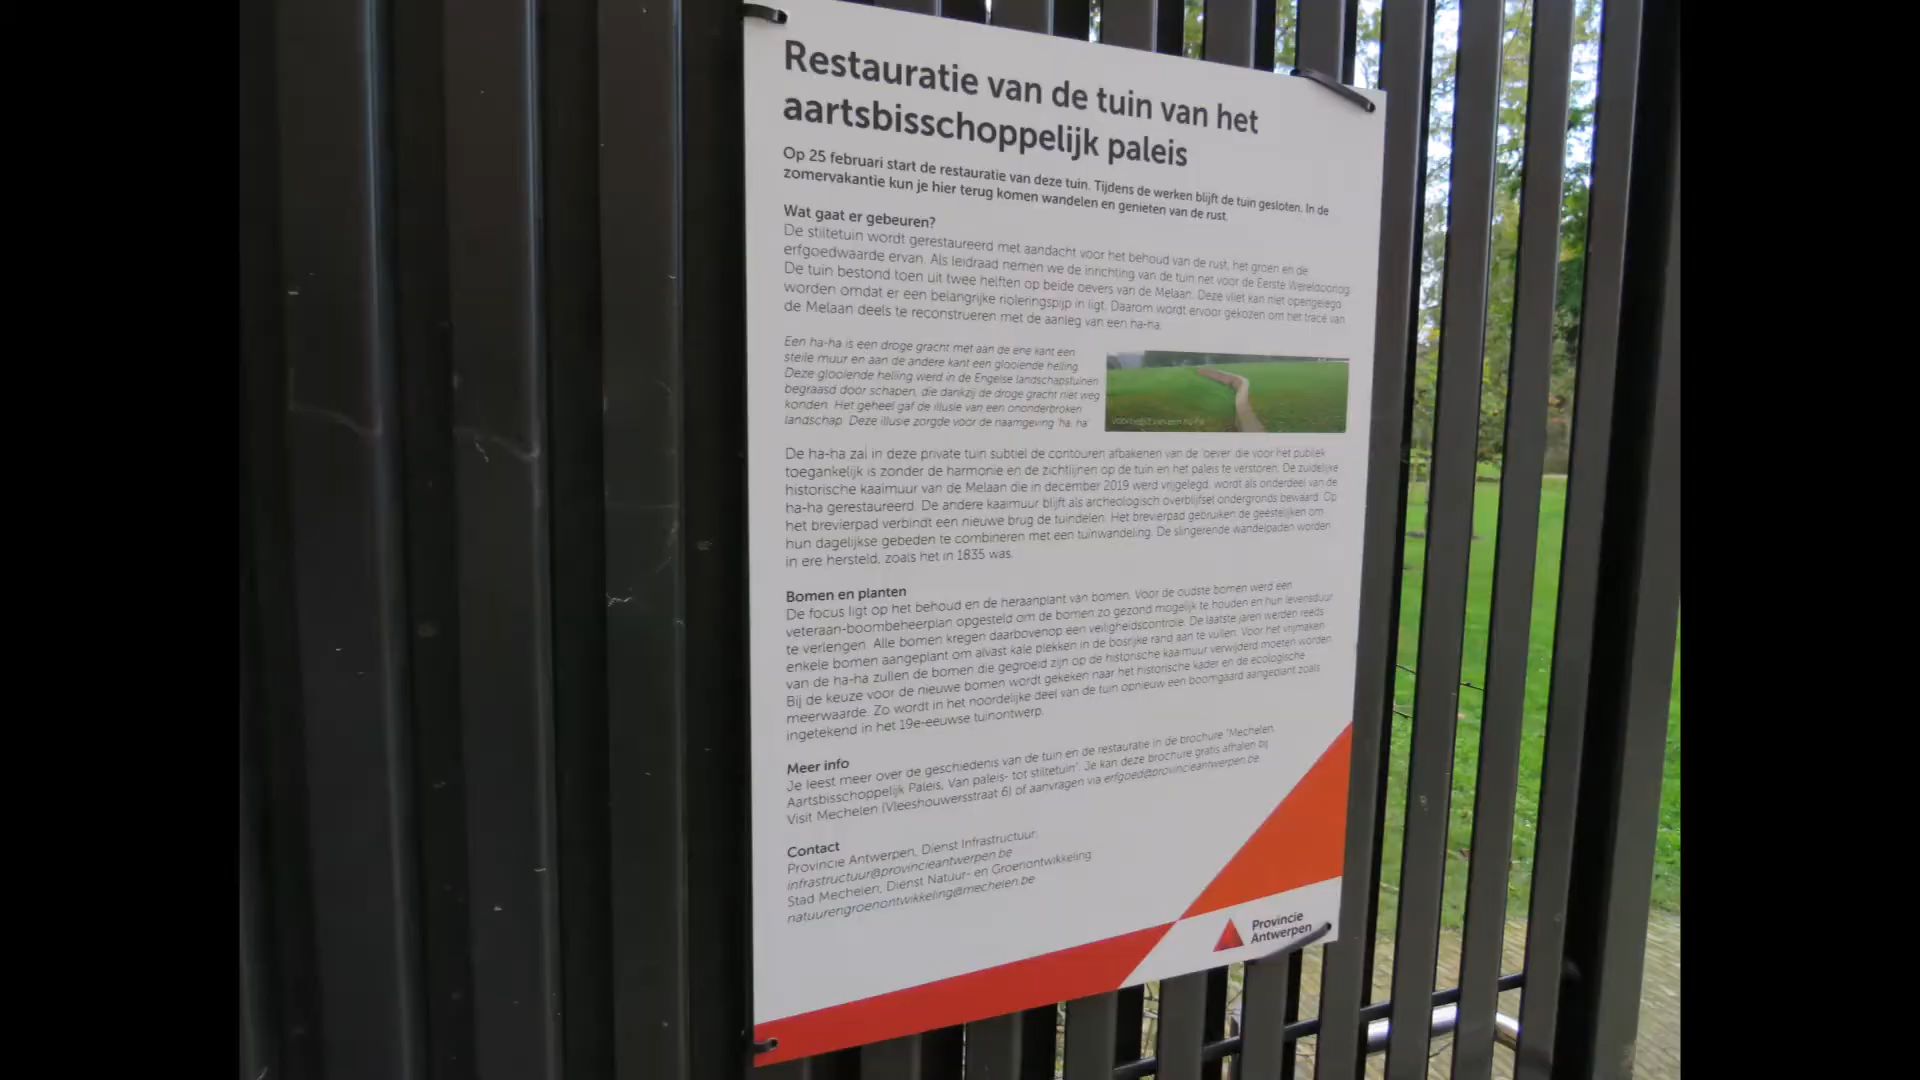 Restauratie van de tuin van het
aartsbisschoppelijk paleis
Op 25 februari start de restauratie van deze tuin. Tijdens de werken blijft de tuin gesloten. In de
zomervakantie kun je hier terug komen wandelen en genieten van de rust.
Wat gaat er gebeuren?
De stiltetuin wordt gerestaureerd met aandacht voor het behoud van de rust, het groen en de
erfgoedwaarde ervan. Als leidraad nemen we de inrichting van de tuin net voor de Eerste Wereldoorlog.
De tuin bestond toen uit twee helften op beide oevers van de Melaan. Deze vliet kan niet opengelegd
worden omdat er een belangrijke rioleringspijp in ligt. Daarom wordt ervoor gekozen om het tracé van
de Melaan deels te reconstrueren met de aanleg van een ha-ha.
Een ha-ha is een droge gracht met aan de ene kant een
steile muur en aan de andere kant een glooiende helling.
Deze glooiende helling werd in de Engelse landschapstuinen
begraasd door schapen, die dankzij de droge gracht niet weg
konden. Het geheel gaf de illusie van een ononderbroken
landschap. Deze illusie zorgde voor de naamgeving 'ha, ha'
Voorbeeld van een ha-ha
De ha-ha zal in deze private tuin subtiel de contouren afbakenen van de 'oever' die voor het publiek
toegankelijk is zonder de harmonie en de zichtlijnen op de tuin en het paleis te verstoren. De zuidelijke
historische kaaimuur van de Melaan die in december 2019 werd vrijgelegd, wordt als onderdeel van de
ha-ha gerestaureerd. De andere kaaimuur blijft als archeologisch overblijfsel ondergronds bewaard. Op
het brevierpad verbindt een nieuwe brug de tuindelen. Het brevierpad gebruiken de geestelijken om
hun dagelijkse gebeden te combineren met een tuinwandeling. De slingerende wandelpaden worden
in ere hersteld, zoals het in 1835 was.
Bomen en planten
De focus ligt op het behoud en de heraanplant van bomen. Voor de oudste bomen werd een
veteraan-boombeheerplan opgesteld om de bomen zo gezond mogelijk te houden en hun levensduur
te verlengen. Alle bomen kregen daarbovenop een veiligheidscontrole. De laatste jaren werden reeds
enkele bomen aangeplant om alvast kale plekken in de bosrijke rand aan te vullen. Voor het vrijmaken
van de ha-ha zullen de bomen die gegroeid zijn op de historische kaaimuur verwijderd moeten worden.
Bij de keuze voor de nieuwe bomen wordt gekeken naar het historische kader en de ecologische
meerwaarde. Zo wordt in het noordelijke deel van de tuin opnieuw een boomgaard aangeplant zoals
ingetekend in het 19e-eeuwse tuinontwerp.
Meer info
Je leest meer over de geschiedenis van de tuin en de restauratie in de brochure "Mechelen
Aartsbisschoppelijk Paleis, Van paleis- tot stiltetuin". Je kan deze brochure gratis afhalen bij
Visit Mechelen (Vleeshouwersstraat 6) of aanvragen via erfgoed@provincieantwerpen.be
Contact
Provincie Antwerpen, Dienst Infrastructuur:
infrastructuur@provincieantwerpen.be
Stad Mechelen, Dienst Natuur- en Groenontwikkeling
natuurengroenontwikkeling@mechelen.be
Provincie
Antwerpen